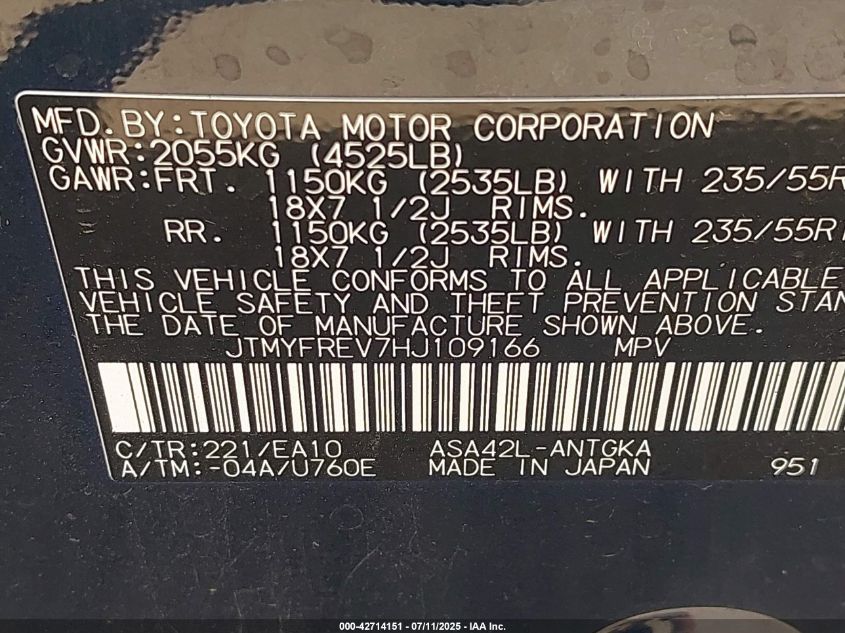 MFD. BY: TOYOTA MOTOR CORPORATION
GVWR: 2055KG (4525LB)
GAWR: FRT. 1150KG (2535LB) WITH 235/55R
18X7 1/2J RIMS.
RR. 1150KG (2535LB) WITH 235/55R1
18X7 1/2J RIMS.
THIS VEHICLE CONFORMS TO ALL APPLICABLE
VEHICLE SAFETY AND THEFT PREVENTION STAN
THE DATE OF MANUFACTURE SHOWN ABOVE.
JTMYFREV7HJ109166 MPV
C/TR: 221/EA10 ASA42L-ANTGKA
A/TM: -04A/U760E MADE IN JAPAN 951
000-42714151 - 07/11/2025 - IAA Inc.